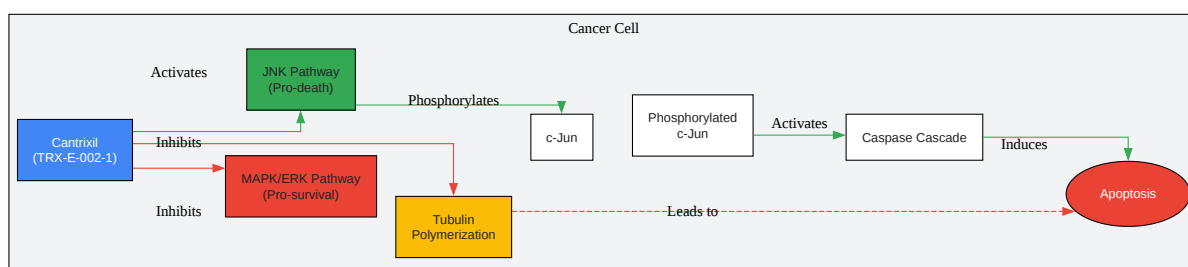 Cancer Cell
Activates
JNK Pathway
(Pro-death)
Phosphorylates
Cantrixil
(TRX-E-002-1)
Inhibits
c-Jun
Phosphorylated
c-Jun
Activates
Caspase Cascade
Induces
MAPK/ERK Pathway
(Pro-survival)
Inhibits
Tubulin
Polymerization
Leads to
Apoptosis